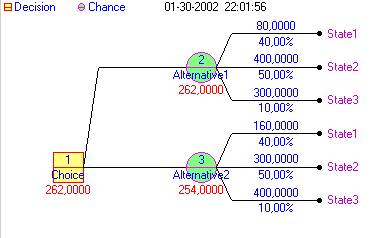 Decision Chance 01-30-2002 22:01:56
80,0000
40,00% State1
2 400,0000
Alternative1 50,00% State2
262,0000 300,0000
10,00% State3
160,0000
40,00% State1
1 3 300,0000
Choice Alternative2 50,00% State2
262,0000 254,0000 400,0000
10,00% State3